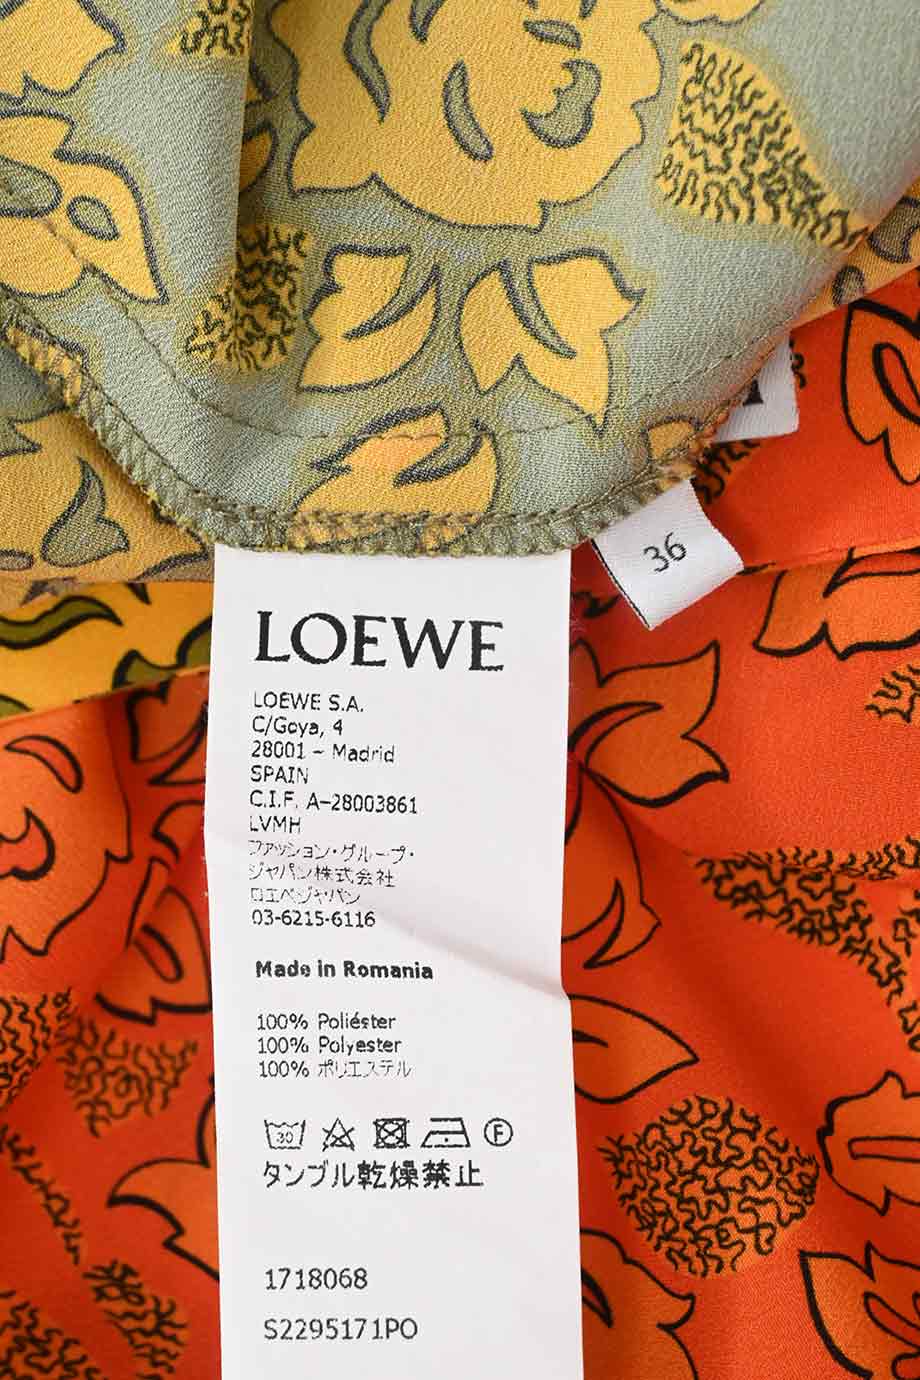 36
LOEWE
LOEWE S.A.
C/Goya, 4
28001 - Madrid
SPAIN
C.I.F. A-28003861
LVMH
ファッション・グループ・
ジャパン株式会社
ロエベジャパン
03-6215-6116
Made in Romania
100% Poliéster
100% Polyester
100% ポリエステル
30 F
タンブル乾燥禁止
1718068
S2295171PO